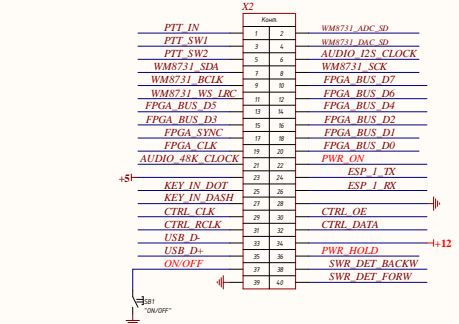 X2
Конт.
PTT_IN 1 2 WM8731_ADC_SD
PTT_SW1 3 4 WM8731_DAC_SD
PTT_SW2 5 6 AUDIO_I2S_CLOCK
WM8731_SDA 7 8 WM8731_SCK
WM8731_BCLK 9 10 FPGA_BUS_D7
WM8731_WS_LRC 11 12 FPGA_BUS_D6
FPGA_BUS_D5 13 14 FPGA_BUS_D4
FPGA_BUS_D3 15 16 FPGA_BUS_D2
FPGA_SYNC 17 18 FPGA_BUS_D1
FPGA_CLK 19 20 FPGA_BUS_D0
AUDIO_48K_CLOCK 21 22 PWR_ON
+5 23 24 ESP_1_TX
KEY_IN_DOT 25 26 ESP_1_RX
KEY_IN_DASH 27 28
CTRL_CLK 29 30 CTRL_OE
CTRL_RCLK 31 32 CTRL_DATA
USB_D- 33 34 +12
USB_D+ 35 36 PWR_HOLD
ON/OFF 37 38 SWR_DET_BACKW
39 40 SWR_DET_FORW
SB1
"ON/OFF"